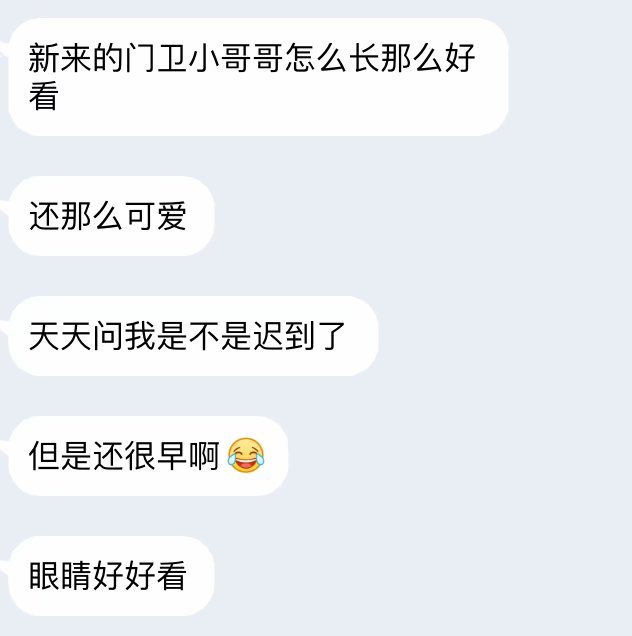 新来的门卫小哥哥怎么长那么好
看
还那么可爱
天天问我是不是迟到了
但是还很早啊😂
眼睛好好看